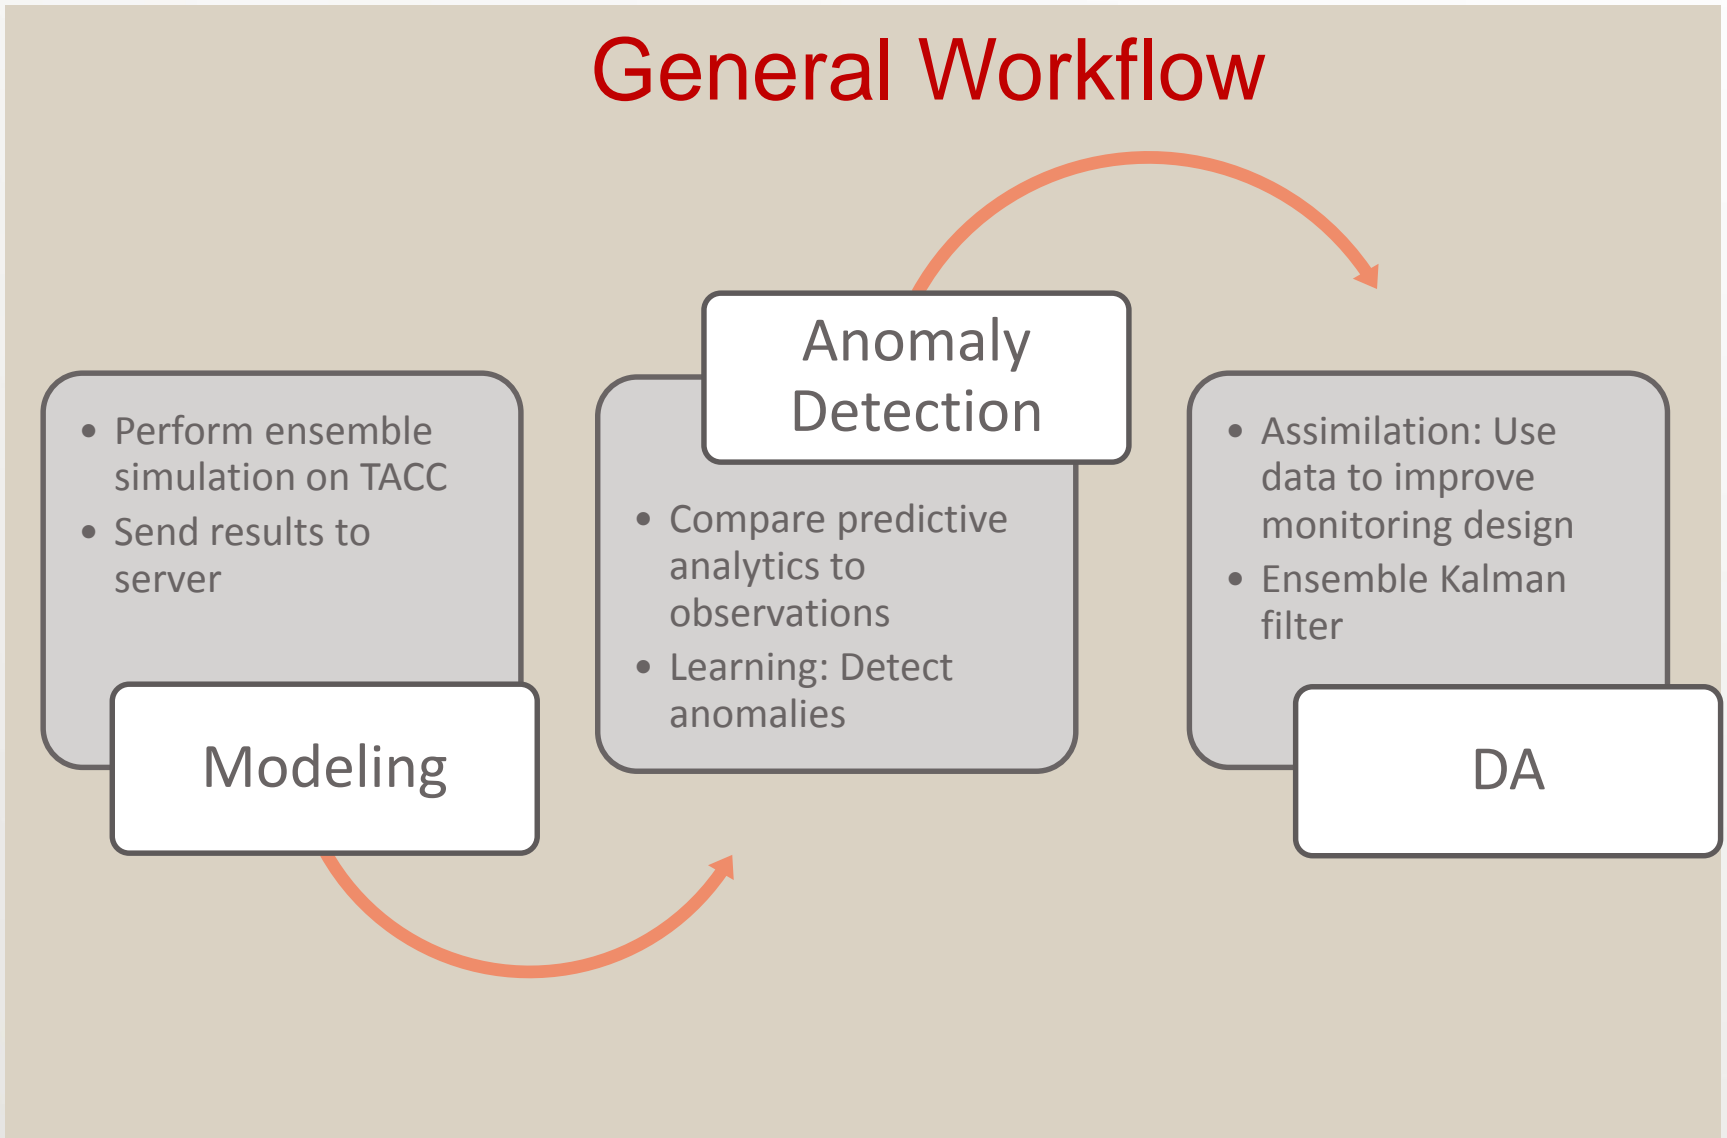 General Workflow
• Perform ensemble
simulation on TACC
• Send results to
server
Modeling
Anomaly
Detection
• Compare predictive
analytics to
observations
• Learning: Detect
anomalies
• Assimilation: Use
data to improve
monitoring design
• Ensemble Kalman
filter
DA